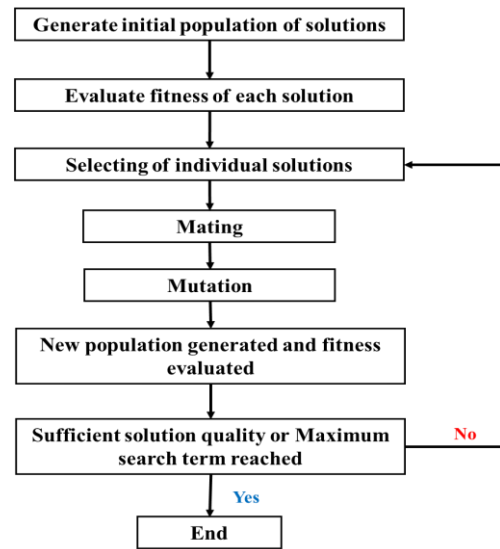 Generate initial population of solutions
Evaluate fitness of each solution
Selecting of individual solutions
Mating
Mutation
New population generated and fitness
evaluated
Sufficient solution quality or Maximum
search term reached
No
Yes
End